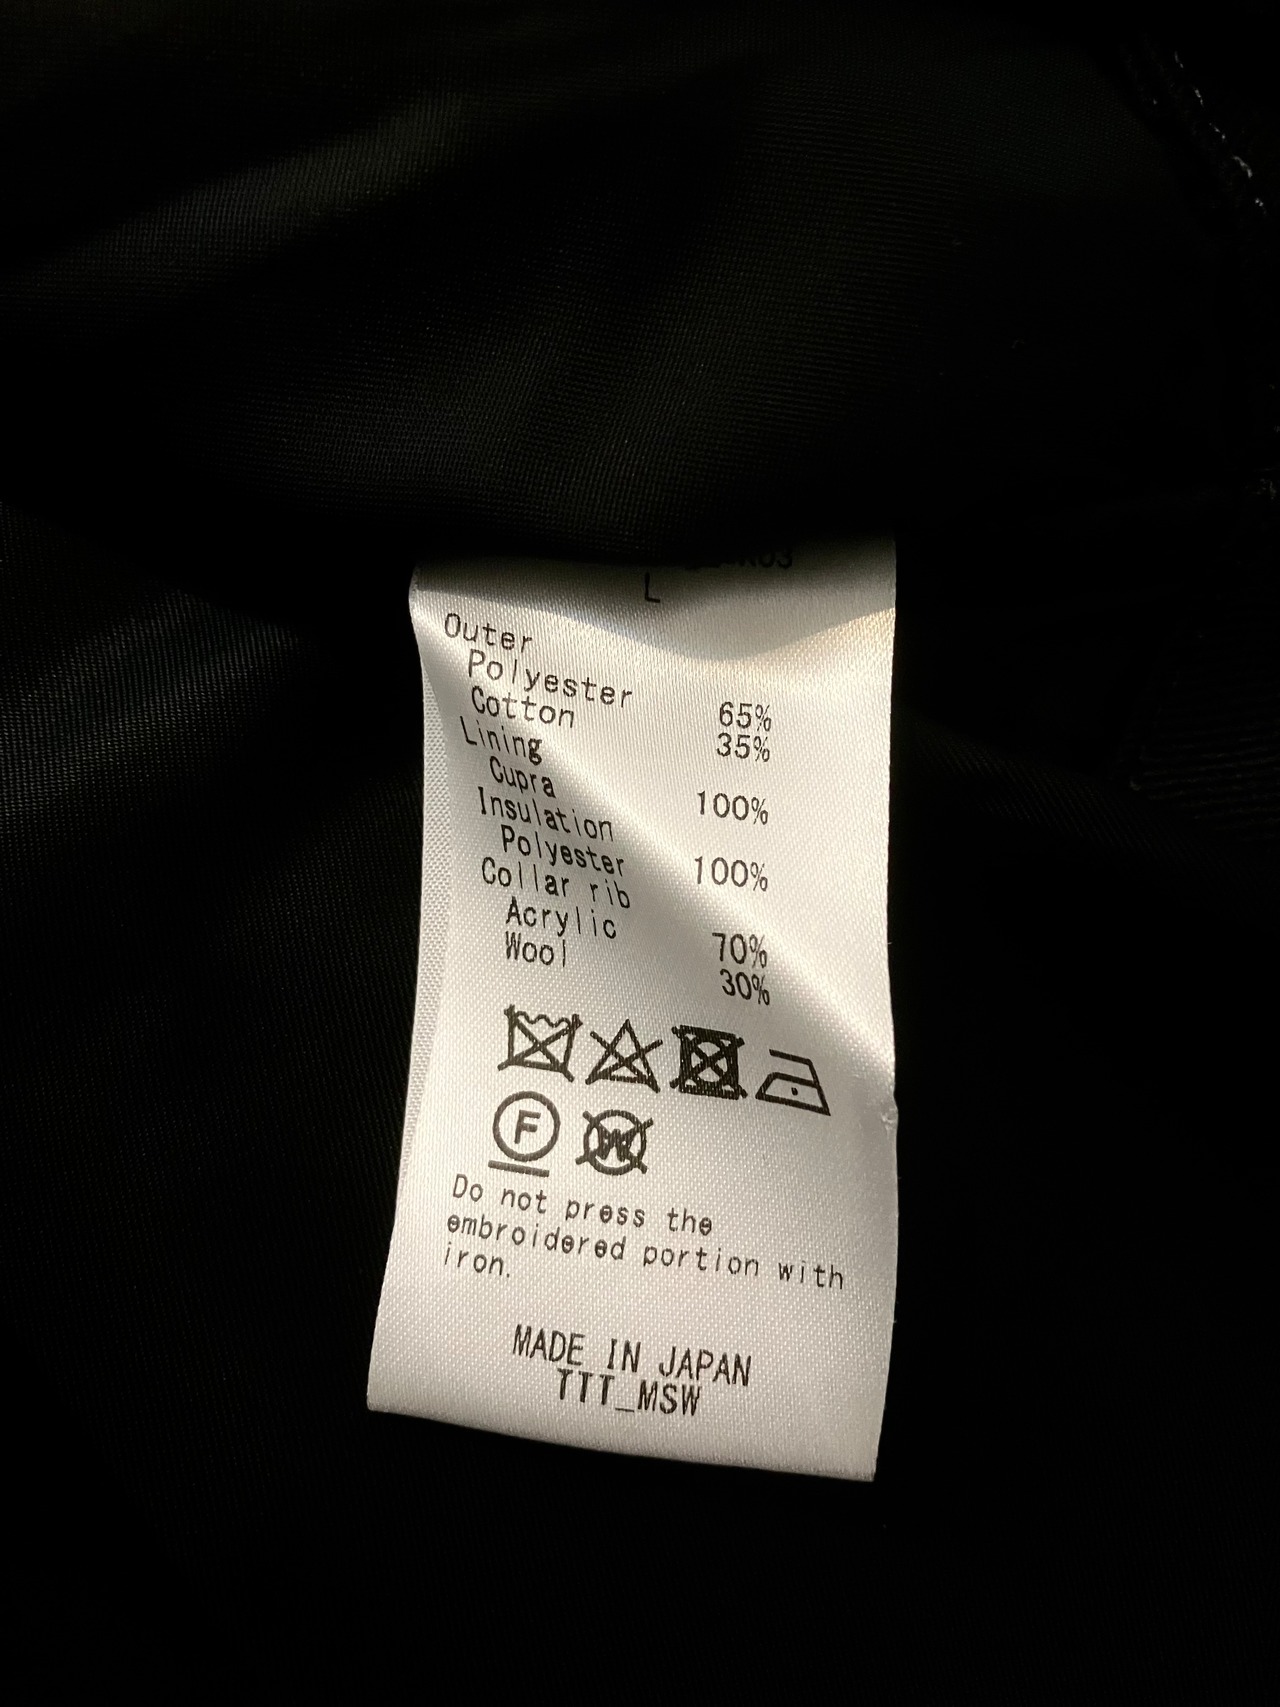 L
Outer
Polyester 65%
Cotton 35%
Lining
Cupra 100%
Insulation
Polyester 100%
Collar rib
Acrylic 70%
Wool 30%
F W
Do not press the
embroidered portion with
iron.
MADE IN JAPAN
TTT_MSW